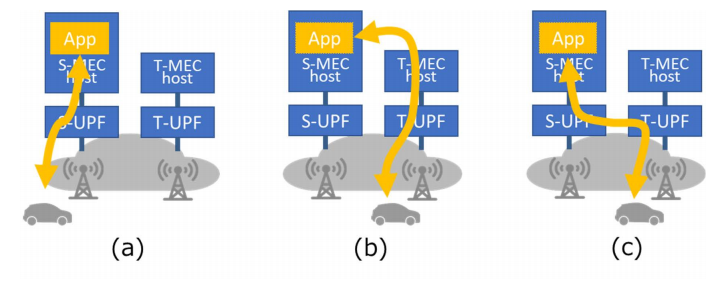 App
S-MEC
host
T-MEC
host
S-UPF
T-UPF
(a)
App
S-MEC
host
T-MEC
host
S-UPF
T-UPF
(b)
App
S-MEC
host
T-MEC
host
S-UPF
T-UPF
(c)